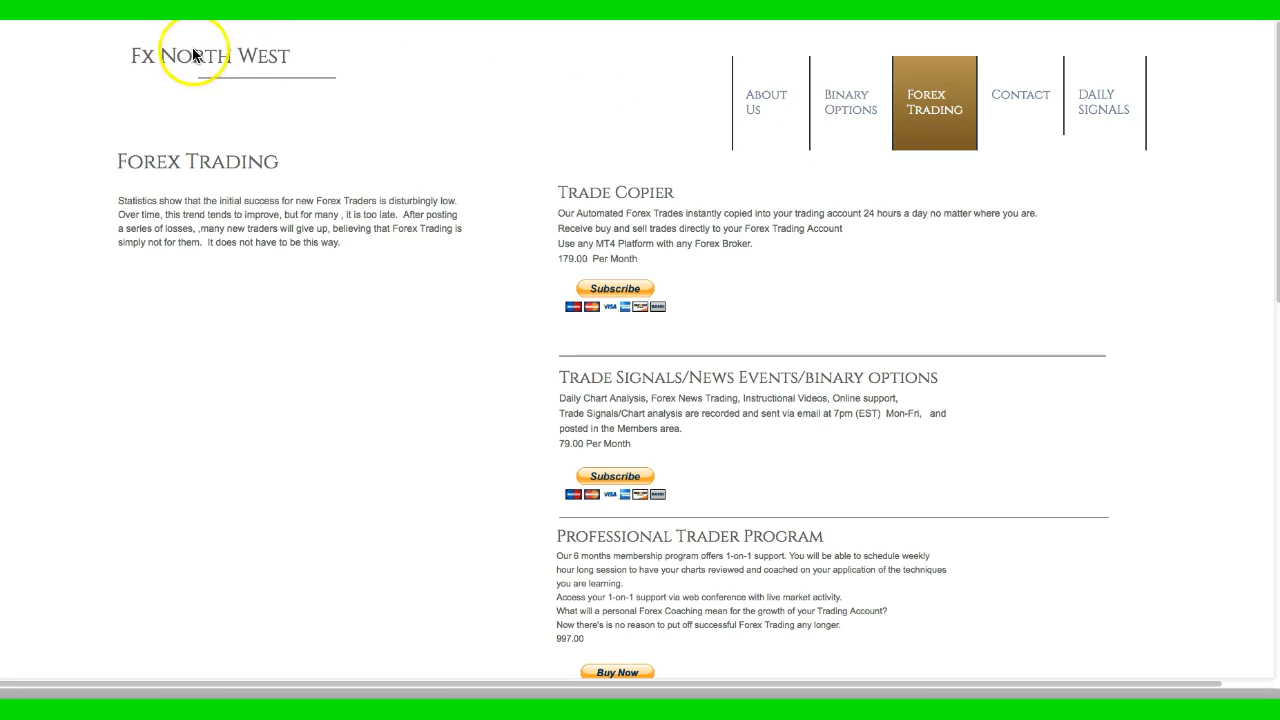 Fx North West
About Us
Binary Options
Forex Trading
Contact
Daily Signals
Forex Trading
Statistics show that the initial success for new Forex Traders is disturbingly low.
Over time, this trend tends to improve, but for many , it is too late. After posting
a series of losses, ,many new traders will give up, believing that Forex Trading is
simply not for them. It does not have to be this way.
Trade Copier
Our Automated Forex Trades instantly copied into your trading account 24 hours a day no matter where you are.
Receive buy and sell trades directly to your Forex Trading Account
Use any MT4 Platform with any Forex Broker.
179.00 Per Month
Subscribe
VISA BANK
Trade Signals/News Events/binary options
Daily Chart Analysis, Forex News Trading, Instructional Videos, Online support,
Trade Signals/Chart analysis are recorded and sent via email at 7pm (EST) Mon-Fri, and
posted in the Members area.
79.00 Per Month
Subscribe
VISA BANK
Professional Trader Program
Our 6 months membership program offers 1-on-1 support. You will be able to schedule weekly
hour long session to have your charts reviewed and coached on your application of the techniques
you are learning.
Access your 1-on-1 support via web conference with live market activity.
What will a personal Forex Coaching mean for the growth of your Trading Account?
Now there's is no reason to put off successful Forex Trading any longer.
997.00
Buy Now